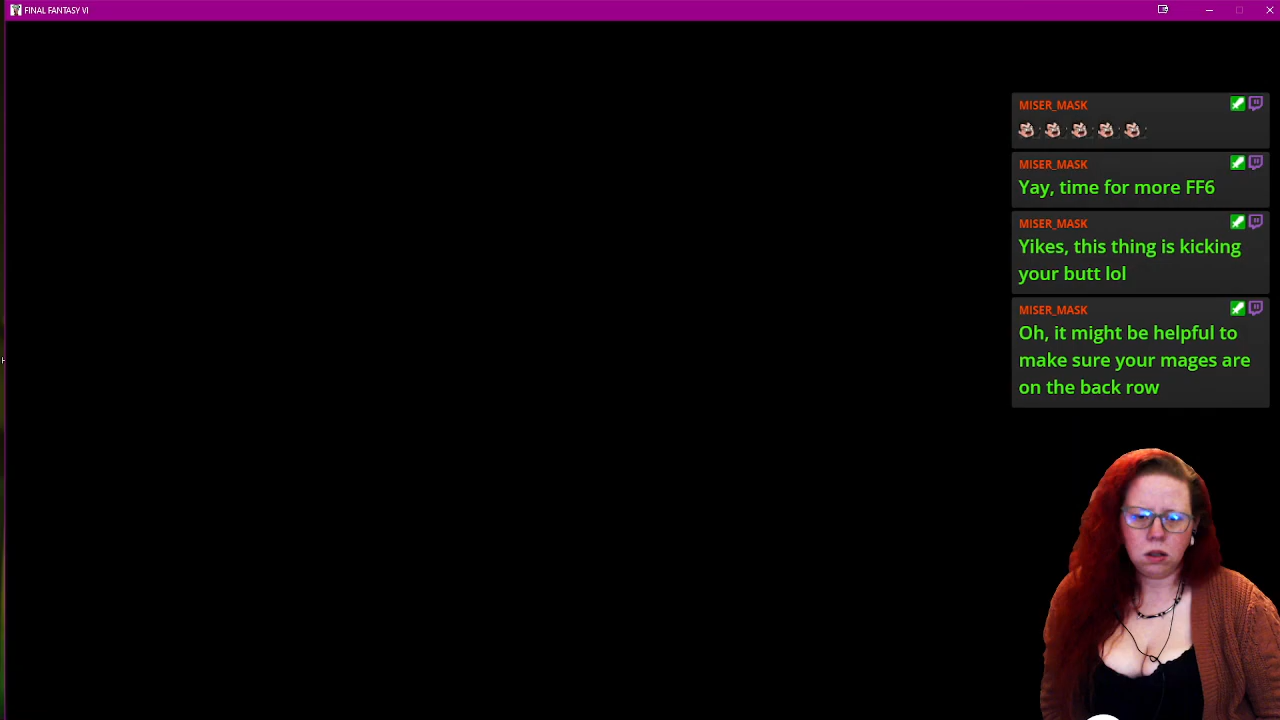 FINAL FANTASY VI
MISER_MASK
MISER_MASK
Yay, time for more FF6
MISER_MASK
Yikes, this thing is kicking
your butt lol
MISER_MASK
Oh, it might be helpful to
make sure your mages are
on the back row